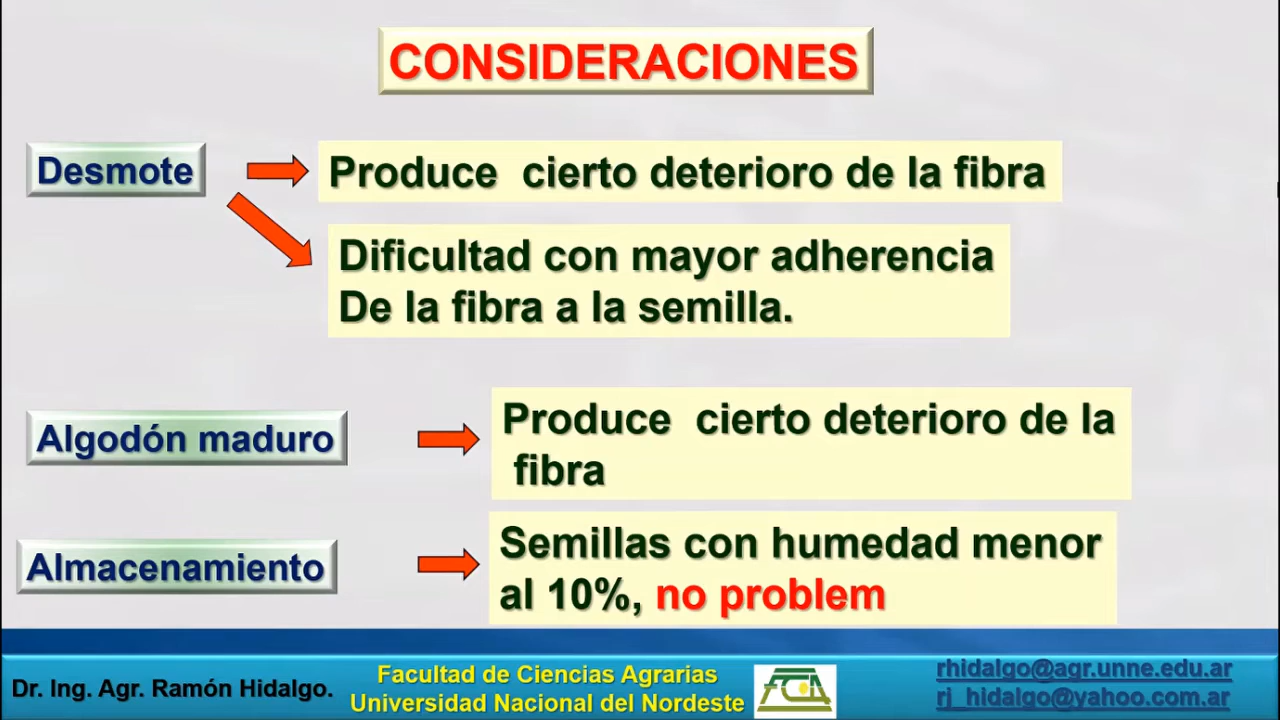 CONSIDERACIONES
Desmote
Produce cierto deterioro de la fibra
Dificultad con mayor adherencia
De la fibra a la semilla.
Algodón maduro
Produce cierto deterioro de la
fibra
Almacenamiento
Semillas con humedad menor
al 10%, no problem
Dr. Ing. Agr. Ramón Hidalgo.
Facultad de Ciencias Agrarias
Universidad Nacional del Nordeste
FCA
rhidalgo@agr.unne.edu.ar
rj_hidalgo@yahoo.com.ar